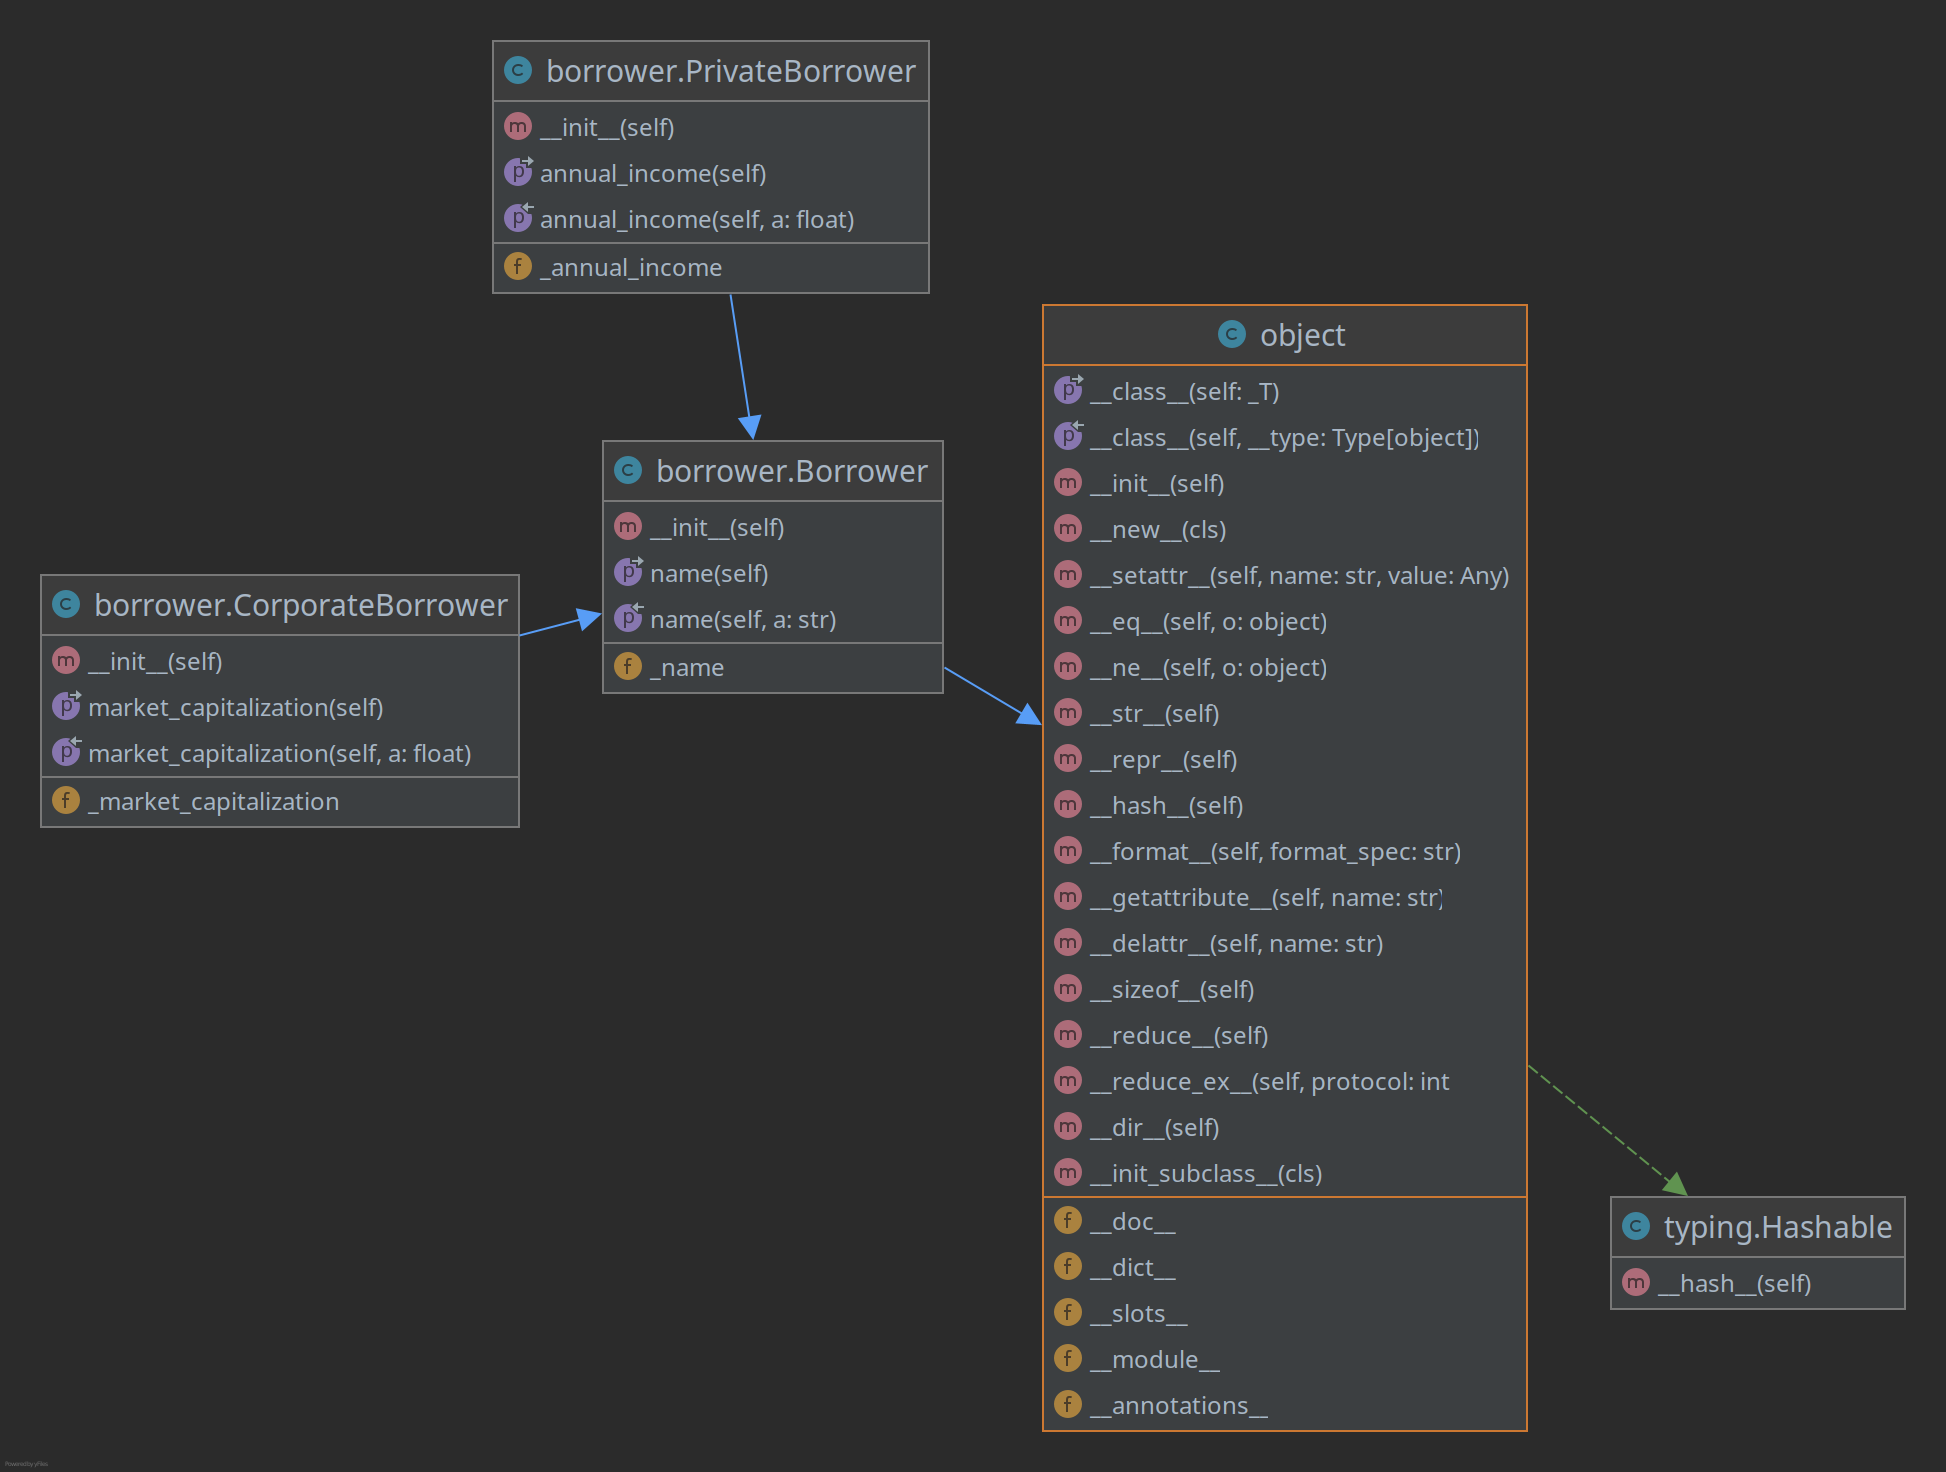 borrower.PrivateBorrower
__init__(self)
annual_income(self)
annual_income(self, a: float)
_annual_income
borrower.Borrower
__init__(self)
name(self)
name(self, a: str)
_name
borrower.CorporateBorrower
__init__(self)
market_capitalization(self)
market_capitalization(self, a: float)
_market_capitalization
object
__class__(self: _T)
__class__(self, __type: Type[object])
__init__(self)
__new__(cls)
__setattr__(self, name: str, value: Any)
__eq__(self, o: object)
__ne__(self, o: object)
__str__(self)
__repr__(self)
__hash__(self)
__format__(self, format_spec: str)
__getattribute__(self, name: str)
__delattr__(self, name: str)
__sizeof__(self)
__reduce__(self)
__reduce_ex__(self, protocol: int
__dir__(self)
__init_subclass__(cls)
__doc__
__dict__
__slots__
__module__
__annotations__
typing.Hashable
__hash__(self)
Powered by yFiles